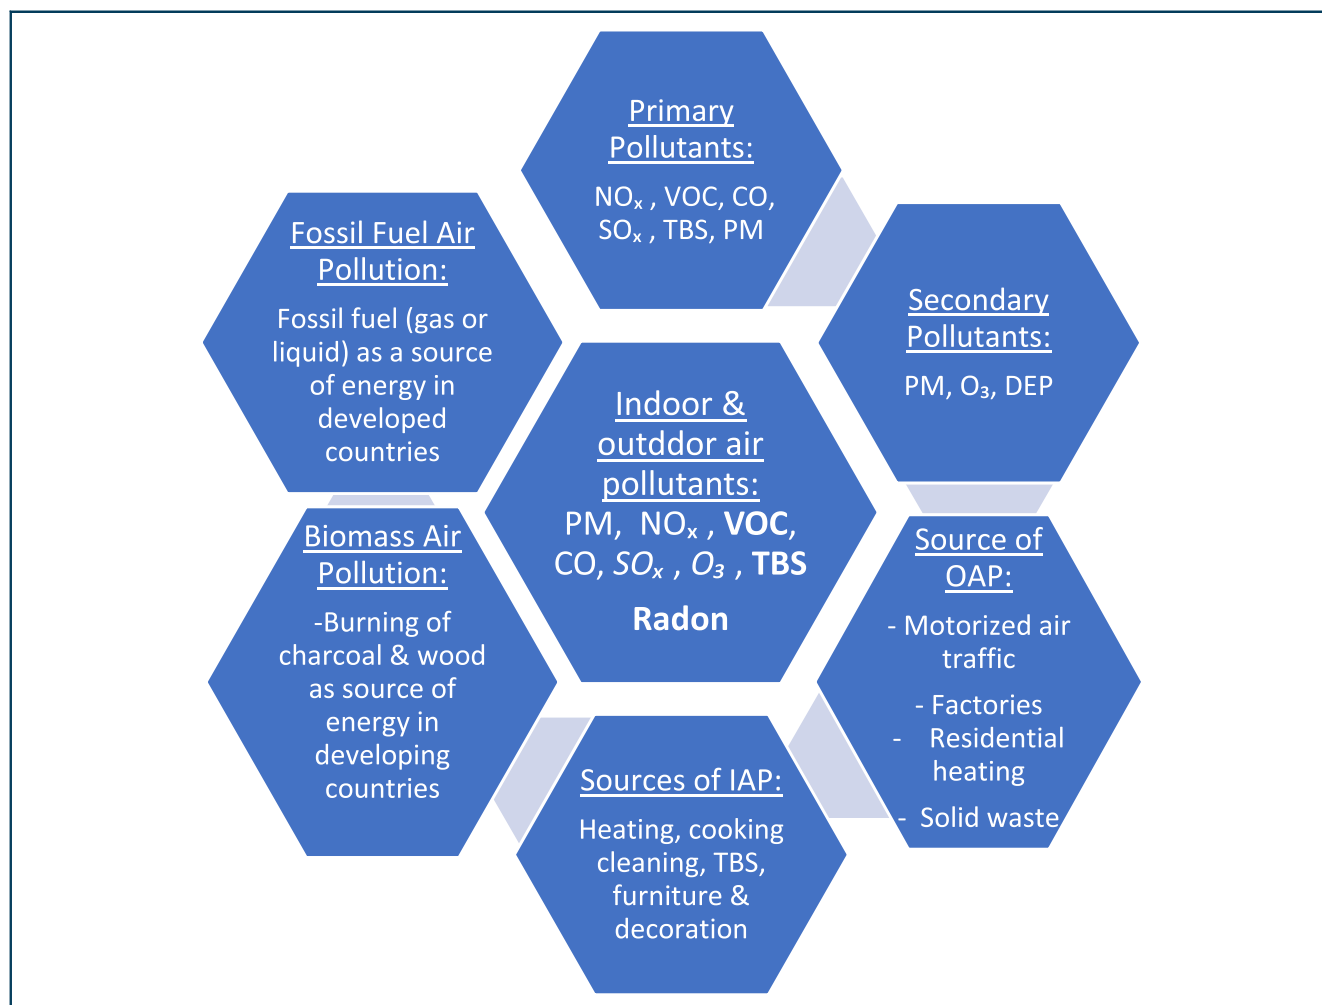 Primary
Pollutants:
NOₓ , VOC, CO,
SOₓ , TBS, PM
Secondary
Pollutants:
PM, O₃, DEP
Source of
OAP:
- Motorized air
traffic
- Factories
- Residential
heating
- Solid waste
Sources of IAP:
Heating, cooking
cleaning, TBS,
furniture &
decoration
Biomass Air
Pollution:
-Burning of
charcoal & wood
as source of
energy in
developing
countries
Fossil Fuel Air
Pollution:
Fossil fuel (gas or
liquid) as a source
of energy in
developed
countries
Indoor &
outddor air
pollutants:
PM, NOₓ , VOC,
CO, SOₓ , O₃ , TBS
Radon